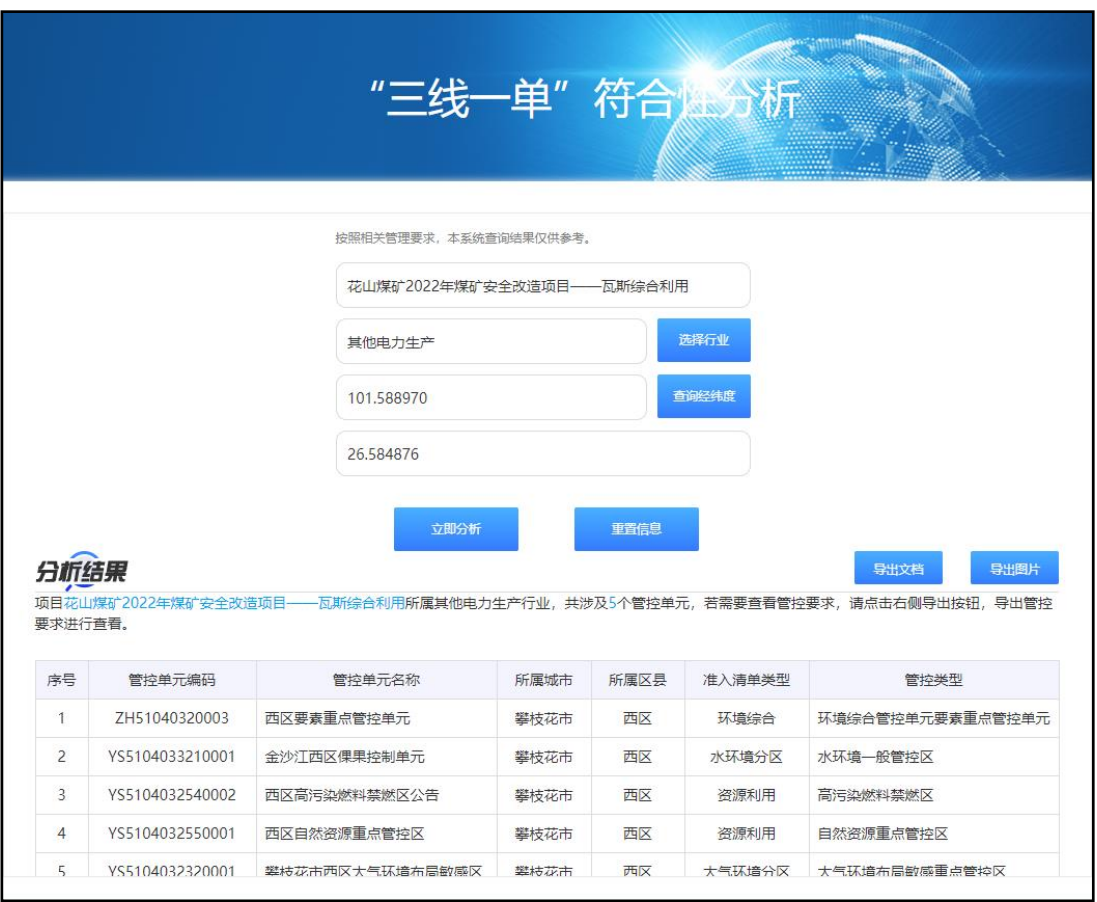 “三线一单”符合性分析
按照相关管理要求，本系统查询结果仅供参考。
花山煤矿2022年煤矿安全改造项目——瓦斯综合利用
其他电力生产 选择行业
101.588970 查询经纬度
26.584876
立即分析 重置信息
分析结果 导出文档 导出图片
项目花山煤矿2022年煤矿安全改造项目——瓦斯综合利用所属其他电力生产行业，共涉及5个管控单元，若需要查看管控要求，请点击右侧导出按钮，导出管控
要求进行查看。
序号 管控单元编码 管控单元名称 所属城市 所属区县 准入清单类型 管控类型
1 ZH51040320003 西区要素重点管控单元 攀枝花市 西区 环境综合 环境综合管控单元要素重点管控单元
2 YS5104033210001 金沙江西区倮果控制单元 攀枝花市 西区 水环境分区 水环境一般管控区
3 YS5104032540002 西区高污染燃料禁燃区公告 攀枝花市 西区 资源利用 高污染燃料禁燃区
4 YS5104032550001 西区自然资源重点管控区 攀枝花市 西区 资源利用 自然资源重点管控区
5 YS5104032320001 攀枝花市西区大气环境布局敏感区 攀枝花市 西区 大气环境分区 大气环境布局敏感重点管控区